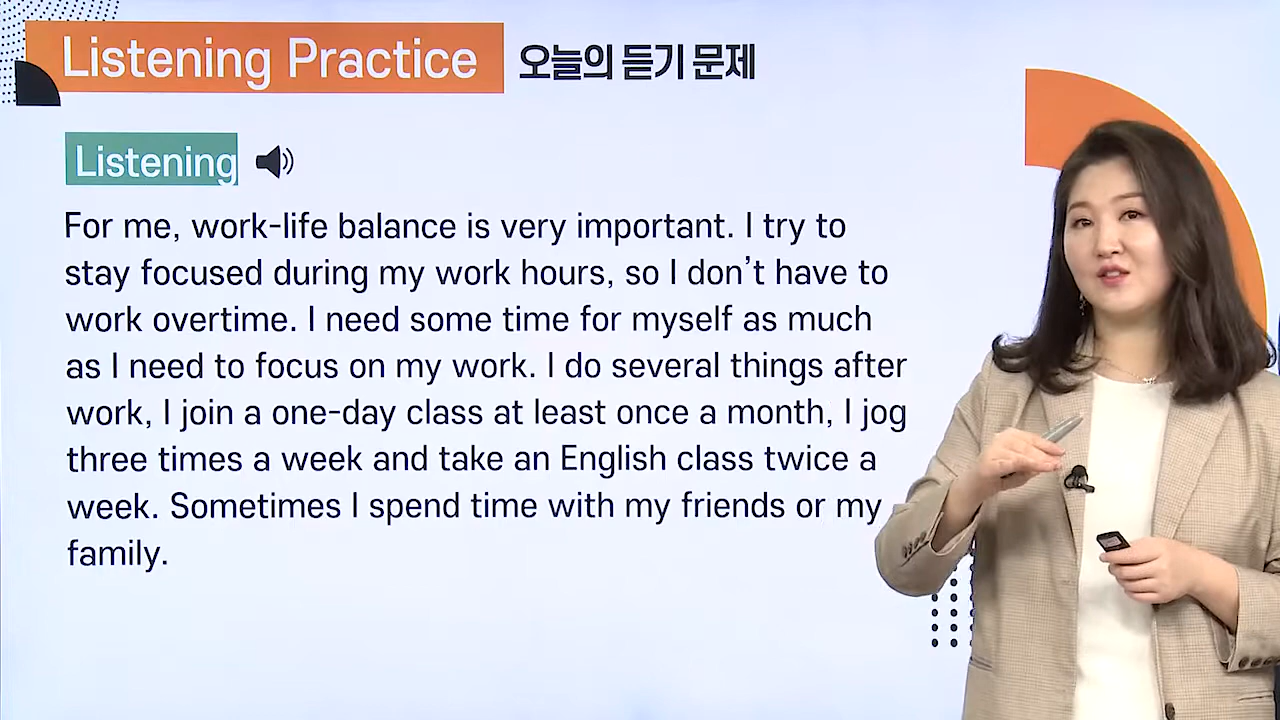 Listening Practice 오늘의 듣기 문제
Listening
For me, work-life balance is very important. I try to
stay focused during my work hours, so I don’t have to
work overtime. I need some time for myself as much
as I need to focus on my work. I do several things after
work, I join a one-day class at least once a month, I jog
three times a week and take an English class twice a
week. Sometimes I spend time with my friends or my
family.